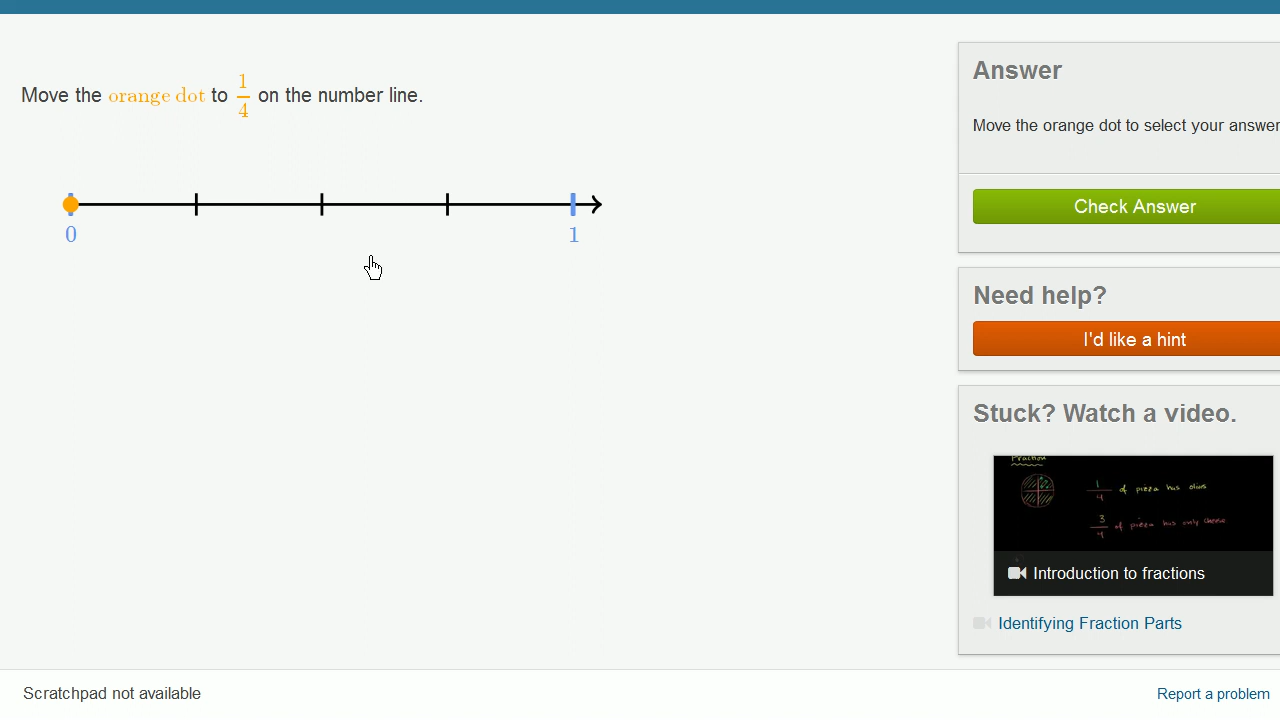 Move the orange dot to 1/4 on the number line.
0 1
Answer
Move the orange dot to select your answer
Check Answer
Need help?
I'd like a hint
Stuck? Watch a video.
Fraction
1/4 of pizza has olives
3/4 of pizza has only cheese
Introduction to fractions
Identifying Fraction Parts
Scratchpad not available
Report a problem